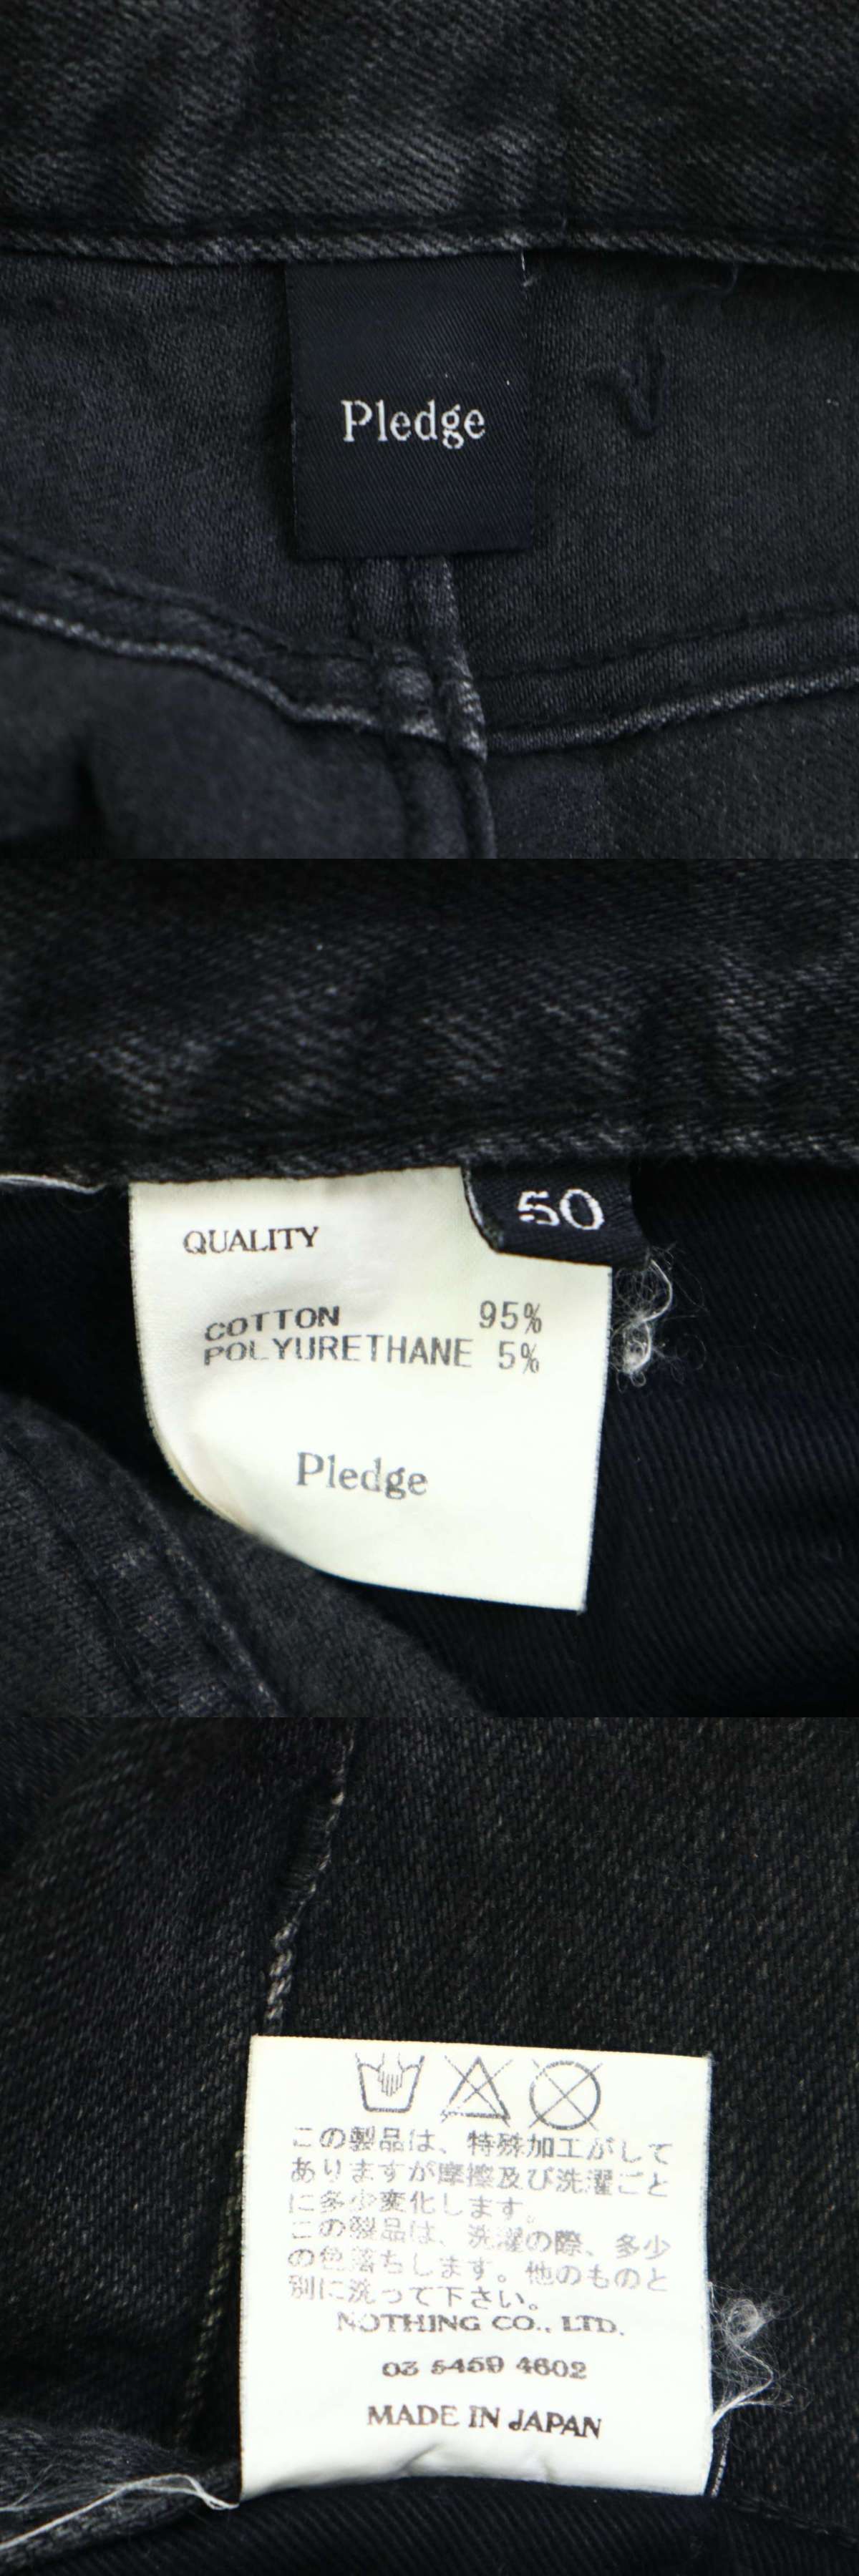 Pledge
50
QUALITY
COTTON 95%
POLYURETHANE 5%
Pledge
この製品は、特殊加工がして
ありますが摩擦及び洗濯ごと
に多少変化します。
この製品は、洗濯の際、多少
の色落ちします。他のものと
別に洗って下さい。
NOTHING CO., LTD.
03 5459 4602
MADE IN JAPAN